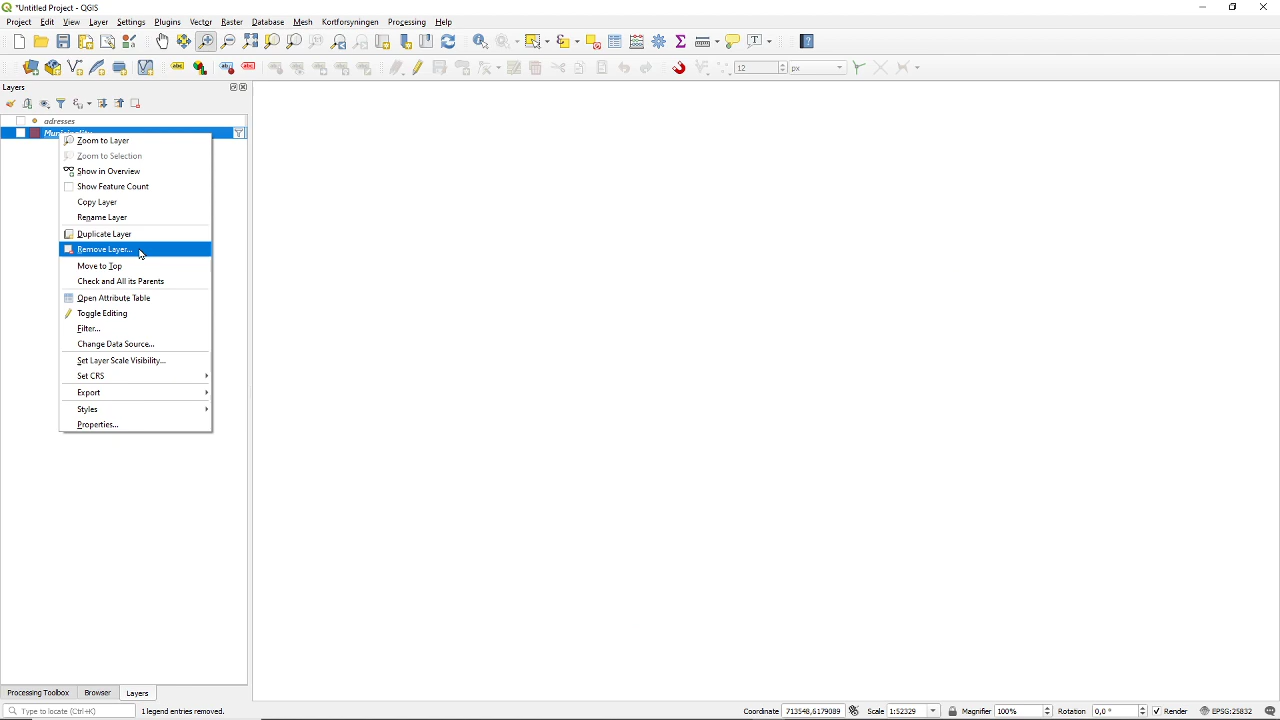 *Untitled Project - QGIS
Project Edit View Layer Settings Plugins Vector Raster Database Mesh Kortforsyningen Processing Help
12 px
Layers
adresses
Zoom to Layer
Zoom to Selection
Show in Overview
Show Feature Count
Copy Layer
Rename Layer
Duplicate Layer
Remove Layer...
Move to Top
Check and All its Parents
Open Attribute Table
Toggle Editing
Filter...
Change Data Source...
Set Layer Scale Visibility...
Set CRS
Export
Styles
Properties...
Processing Toolbox Browser Layers
Type to locate (Ctrl+K) 1 legend entries removed. Coordinate 713548,6179089 Scale 1:52329 Magnifier 100% Rotation 0,0 ° Render EPSG:25832